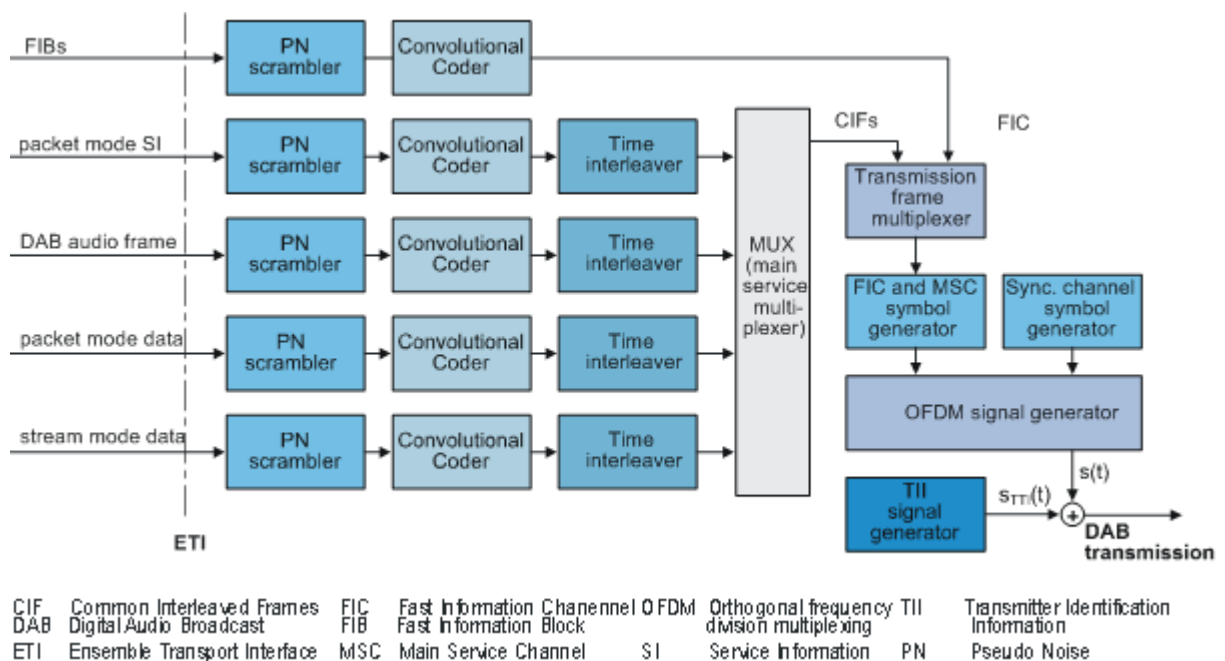 FIBs
PN
scrambler
Convolutional
Coder
packet mode SI
PN
scrambler
Convolutional
Coder
Time
interleaver
CIFs
FIC
Transmission
frame
multiplexer
DAB audio frame
PN
scrambler
Convolutional
Coder
Time
interleaver
MUX
(main
service
multi-
plexer)
FIC and MSC
symbol
generator
Sync. channel
symbol
generator
packet mode data
PN
scrambler
Convolutional
Coder
Time
interleaver
OFDM signal generator
stream mode data
PN
scrambler
Convolutional
Coder
Time
interleaver
s(t)
TII
signal
generator
sTTI(t)
+
DAB
transmission
ETI
CIF Common Interleaved Frames FIC Fast Information Chanennel OFDM Orthogonal frequency TII Transmitter Identification
DAB Digital Audio Broadcast FIB Fast Information Block division multiplexing Information
ETI Ensemble Transport Interface MSC Main Service Channel SI Service Information PN Pseudo Noise